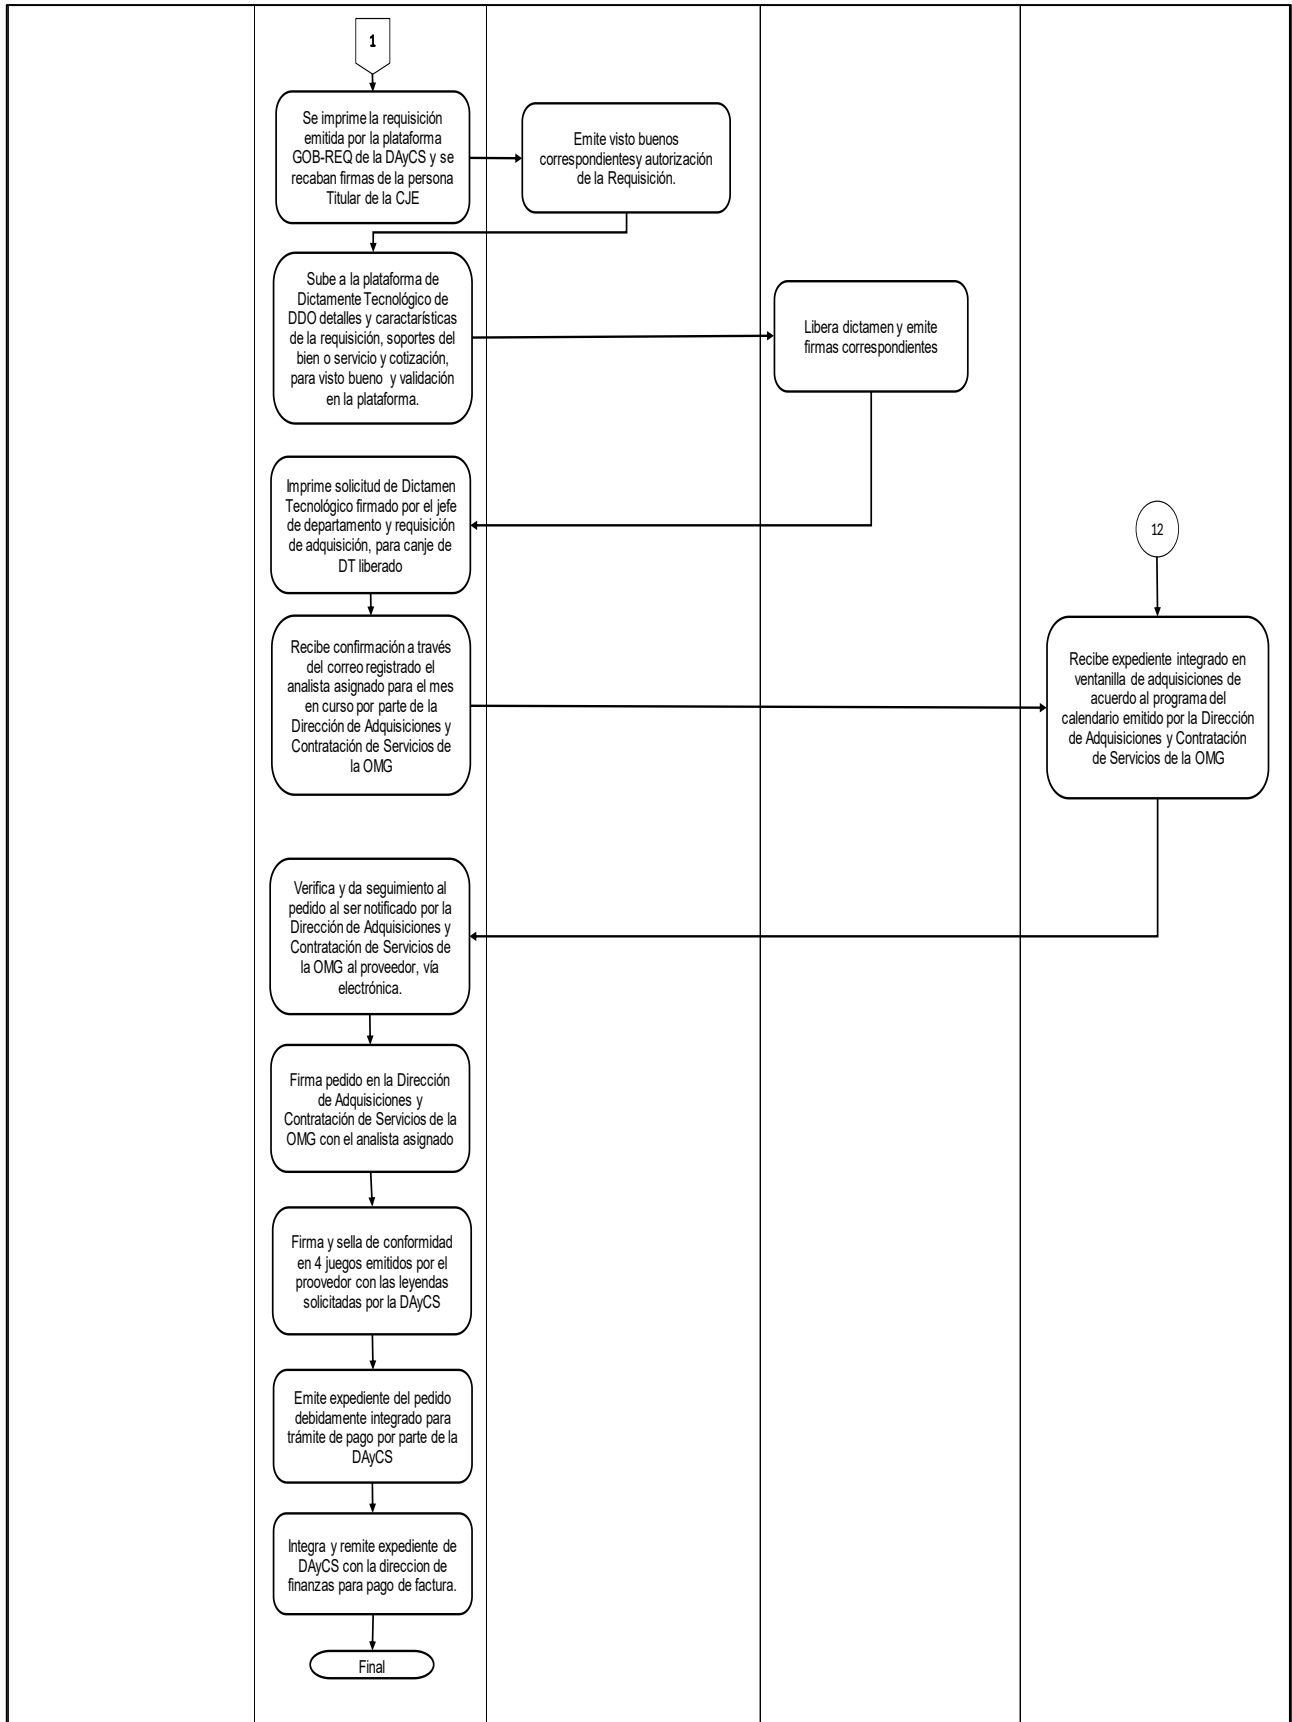 1
Se imprime la requisición
emitida por la plataforma
GOB-REQ de la DAyCS y se
recaban firmas de la persona
Titular de la CJE
Emite visto buenos
correspondientesy autorización
de la Requisición.
Sube a la plataforma de
Dictamente Tecnológico de
DDO detalles y carartísticas
de la requisición, soportes del
bien o servicio y cotización,
para visto bueno y validación
en la plataforma.
Libera dictamen y emite
firmas correspondientes
Imprime solicitud de Dictamen
Tecnológico firmado por el jefe
de departamento y requisición
de adquisición, para canje de
DT liberado
12
Recibe confirmación a través
del correo registrado el
analista asignado para el mes
en curso por parte de la
Dirección de Adquisiciones y
Contratación de Servicios de
la OMG
Recibe expediente integrado en
ventanilla de adquisiciones de
acuerdo al programa del
calendario emitido por la Dirección
de Adquisiciones y Contratación
de Servicios de la OMG
Verifica y da seguimiento al
pedido al ser notificado por la
Dirección de Adquisiciones y
Contratación de Servicios de
la OMG al proveedor, vía
electrónica.
Firma pedido en la Dirección
de Adquisiciones y
Contratación de Servicios de la
OMG con el analista asignado
Firma y sella de conformidad
en 4 juegos emitidos por el
proovedor con las leyendas
solicitadas por la DAyCS
Emite expediente del pedido
debidamente integrado para
trámite de pago por parte de la
DAyCS
Integra y remite expediente de
DAyCS con la direccion de
finanzas para pago de factura.
Final